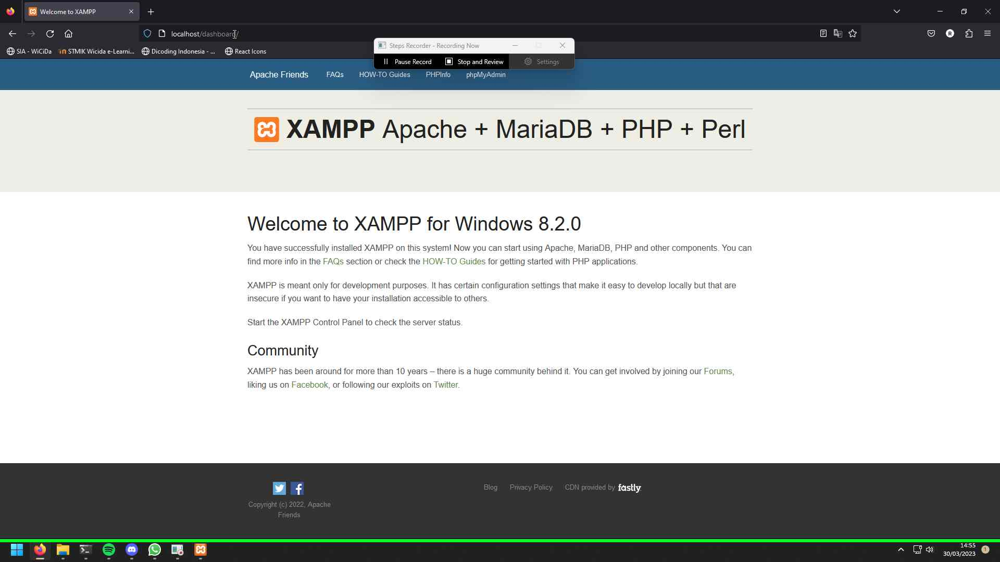 Welcome to XAMPP
localhost/dashboard/
SIA - WiCiDa
STMIK Wicida e-Learni...
Dicoding Indonesia - ...
React Icons
Steps Recorder - Recording Now
Pause Record
Stop and Review
Settings
Apache Friends
FAQs
HOW-TO Guides
PHPInfo
phpMyAdmin
XAMPP Apache + MariaDB + PHP + Perl
Welcome to XAMPP for Windows 8.2.0
You have successfully installed XAMPP on this system! Now you can start using Apache, MariaDB, PHP and other components. You can
find more info in the FAQs section or check the HOW-TO Guides for getting started with PHP applications.
XAMPP is meant only for development purposes. It has certain configuration settings that make it easy to develop locally but that are
insecure if you want to have your installation accessible to others.
Start the XAMPP Control Panel to check the server status.
Community
XAMPP has been around for more than 10 years – there is a huge community behind it. You can get involved by joining our Forums,
liking us on Facebook, or following our exploits on Twitter.
Blog
Privacy Policy
CDN provided by fastly
Copyright (c) 2022, Apache
Friends
14:55
30/03/2023
1
R